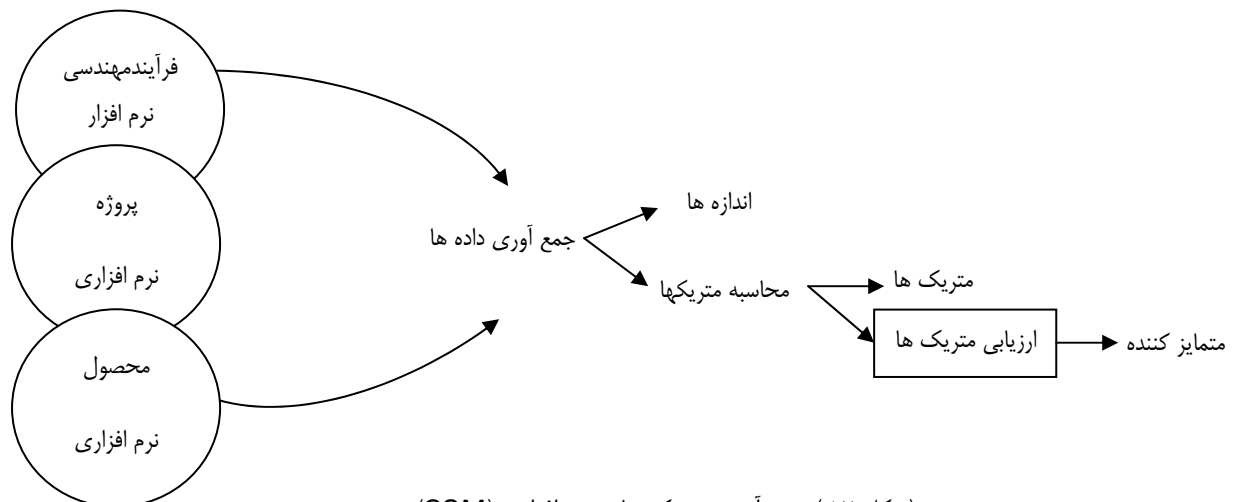 فرآیندمهندسی
نرم افزار
پروژه
نرم افزاری
محصول
نرم افزاری
جمع آوری داده ها
اندازه ها
محاسبه متریکها
متریک ها
ارزیابی متریک ها
متمایز کننده